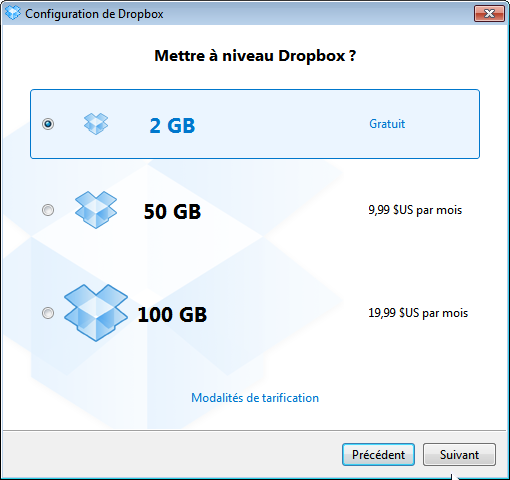 Configuration de Dropbox
Mettre à niveau Dropbox ?
2 GB Gratuit
50 GB 9,99 $US par mois
100 GB 19,99 $US par mois
Modalités de tarification
Précédent Suivant